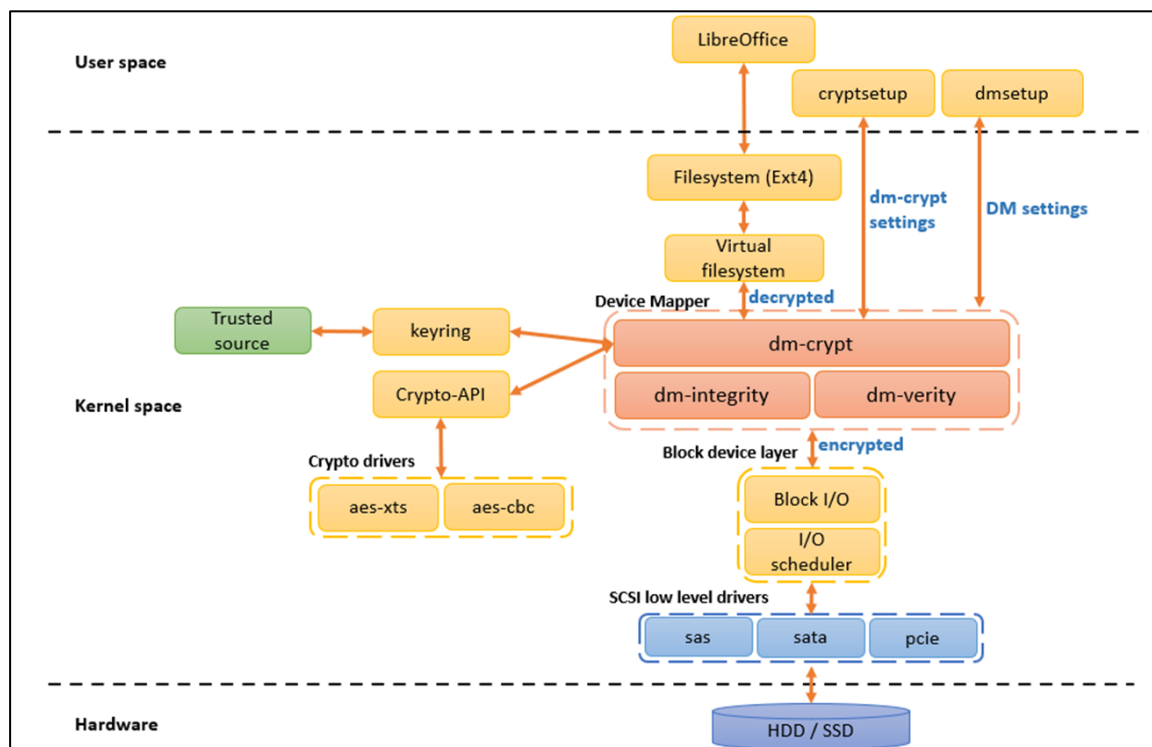 LibreOffice
User space
cryptsetup
dmsetup
Filesystem (Ext4)
dm-crypt
settings
DM settings
Virtual
filesystem
Device Mapper
decrypted
Trusted
source
keyring
dm-crypt
Crypto-API
dm-integrity
dm-verity
Kernel space
Block device layer
encrypted
Crypto drivers
aes-xts
aes-cbc
Block I/O
I/O
scheduler
SCSI low level drivers
sas
sata
pcie
Hardware
HDD / SSD